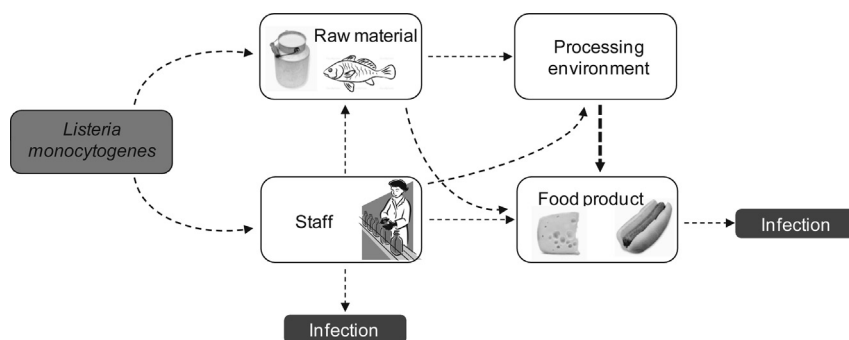 Raw material
Processing
environment
Listeria
monocytogenes
Staff
Food product
Infection
Infection